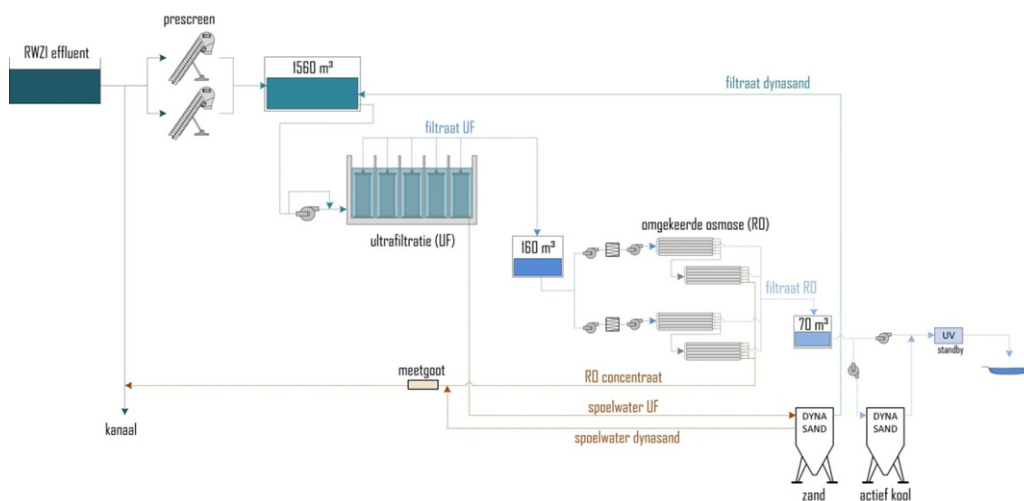 prescreen
RWZI effluent
1560 m³
filtraat dynasand
filtraat UF
ultrafiltratie (UF)
omgekeerde osmose (RO)
160 m³
filtraat RO
70 m³
UV
standby
meetgoot
RO concentraat
spoelwater UF
spoelwater dynasand
kanaal
DYNA
SAND
zand
DYNA
SAND
actief kool